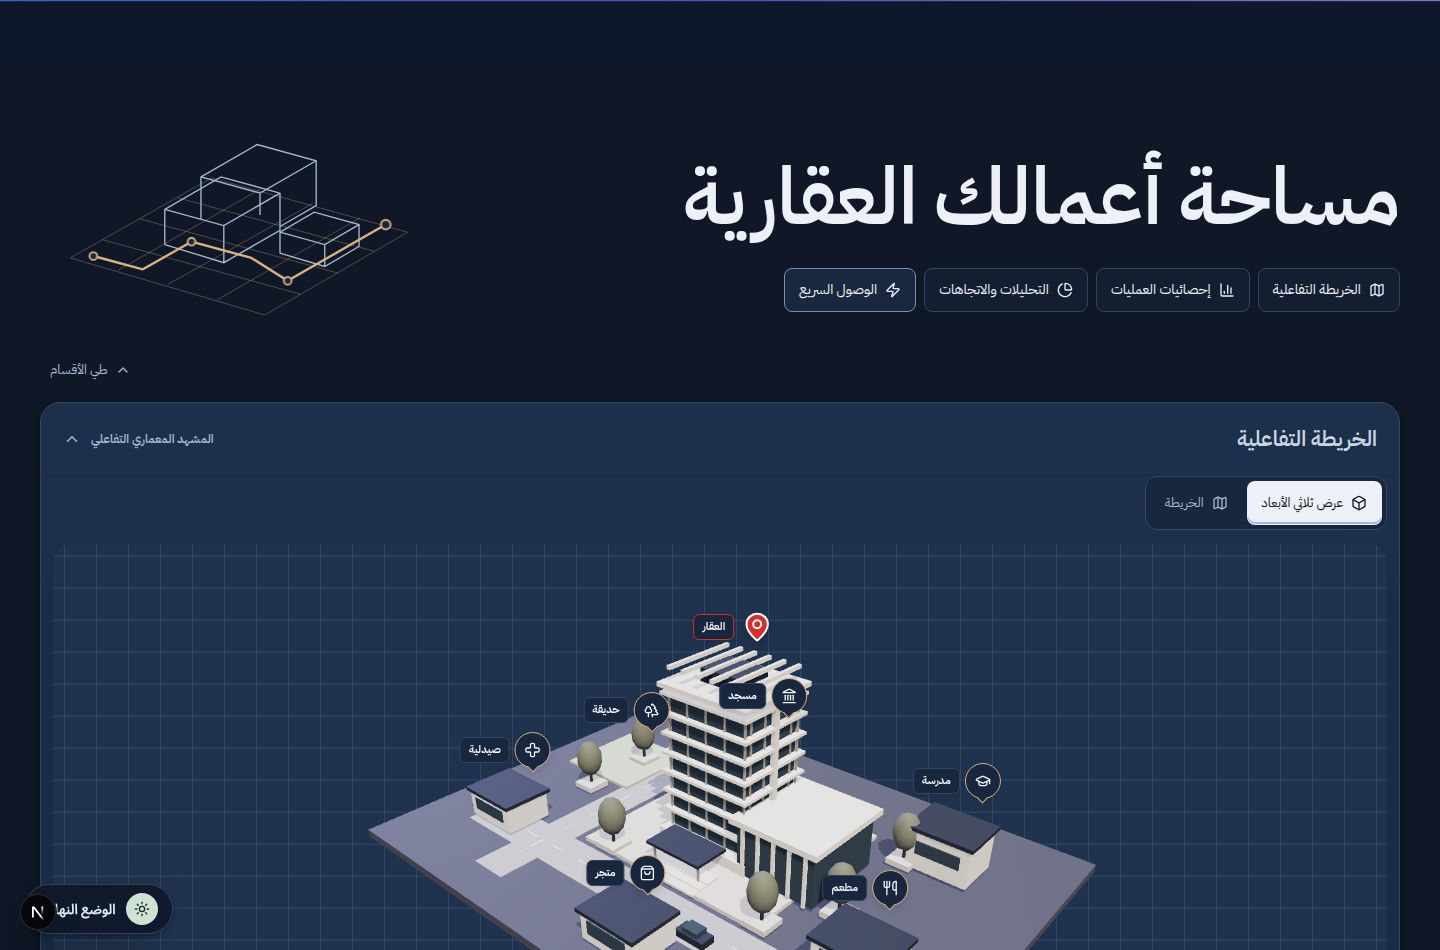 مساحة أعمالك العقارية
الخريطة التفاعلية
إحصائيات العمليات
التحليلات والاتجاهات
الوصول السريع
طي الأقسام
الخريطة التفاعلية
المشهد المعماري التفاعلي
عرض ثلاثي الأبعاد
الخريطة
العقار
مسجد
حديقة
صيدلية
مدرسة
متجر
مطعم
الوضع النها
N